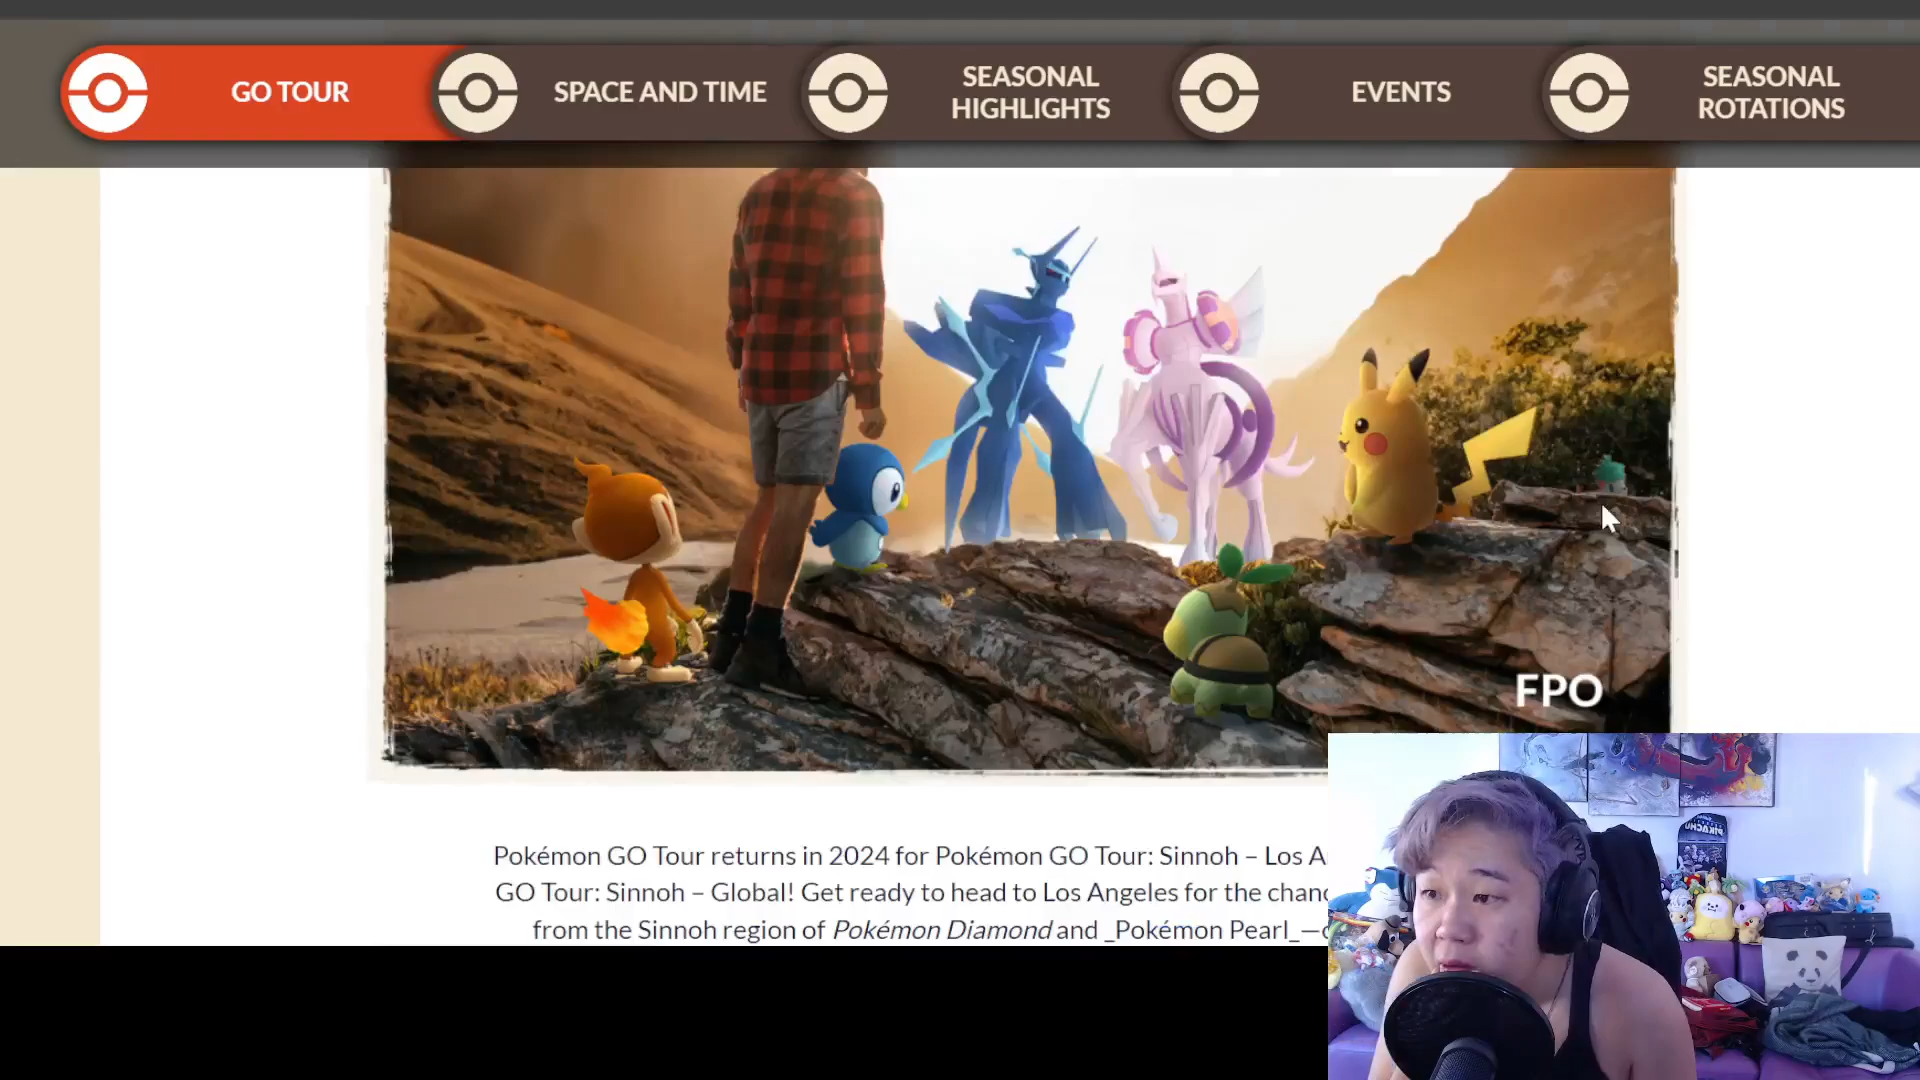 GO TOUR
SPACE AND TIME
SEASONAL
HIGHLIGHTS
EVENTS
SEASONAL
ROTATIONS
FPO
Pokémon GO Tour returns in 2024 for Pokémon GO Tour: Sinnoh – Los
GO Tour: Sinnoh – Global! Get ready to head to Los Angeles for the
from the Sinnoh region of Pokémon Diamond and _Pokémon Pearl_—
PIKACHU